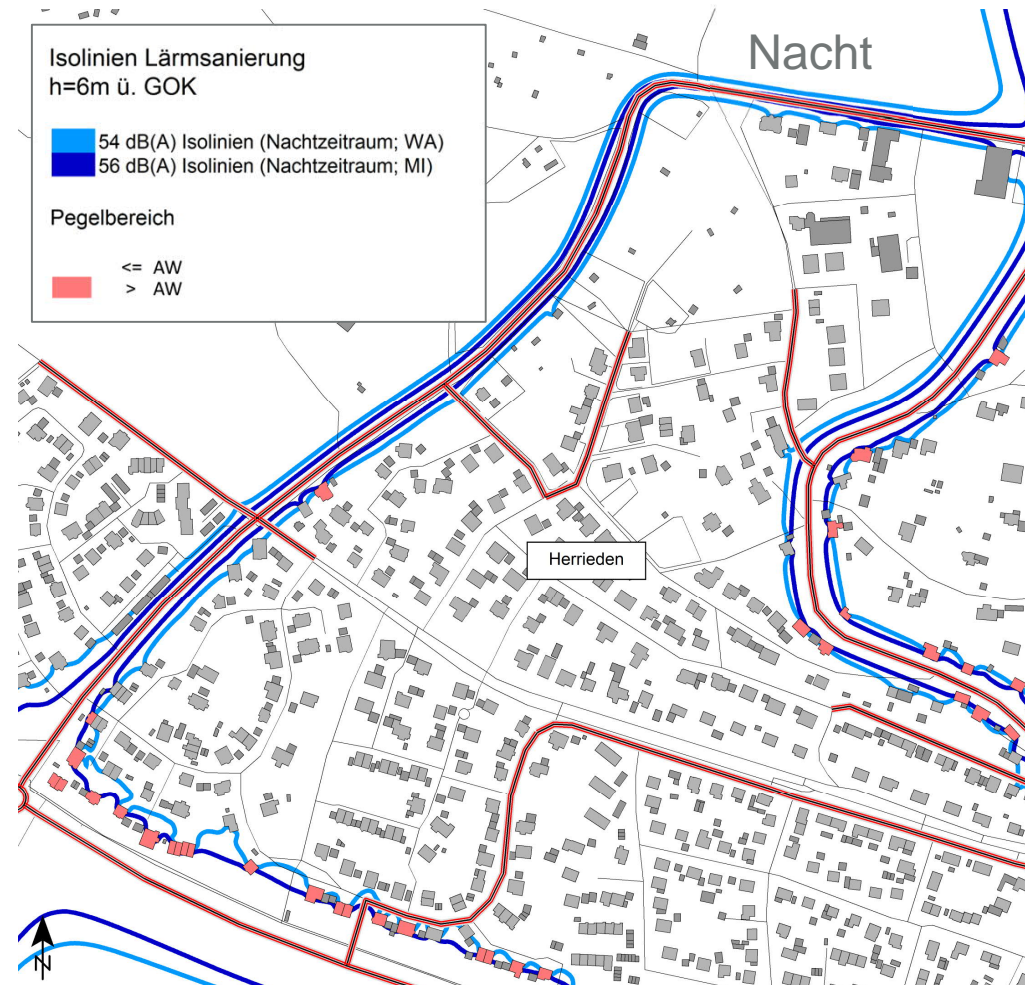 Nacht
Isolinien Lärmsanierung
h=6m ü. GOK
54 dB(A) Isolinien (Nachtzeitraum; WA)
56 dB(A) Isolinien (Nachtzeitraum; MI)
Pegelbereich
<= AW
> AW
Herrieden
N